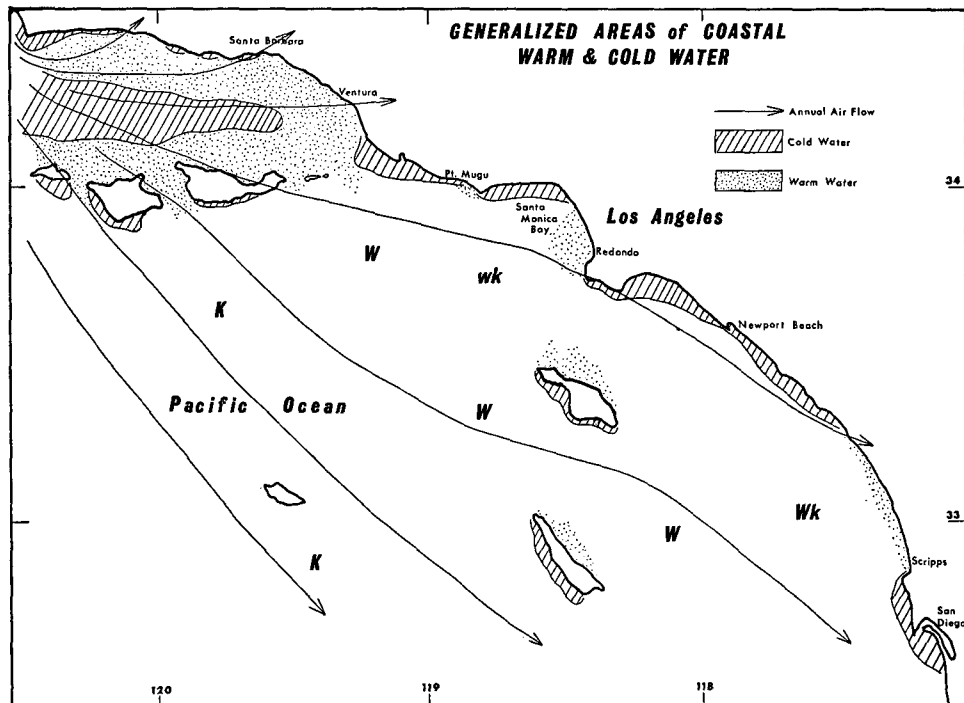 GENERALIZED AREAS of COASTAL
WARM & COLD WATER
Santa Barbara
Ventura
Annual Air Flow
Cold Water
Warm Water
Pt. Mugu
34
Santa
Monica
Bay
Los Angeles
Redondo
W
wk
K
Newport Beach
Pacific Ocean
W
33
Wk
W
K
Scripps
San
Diego
120
119
118